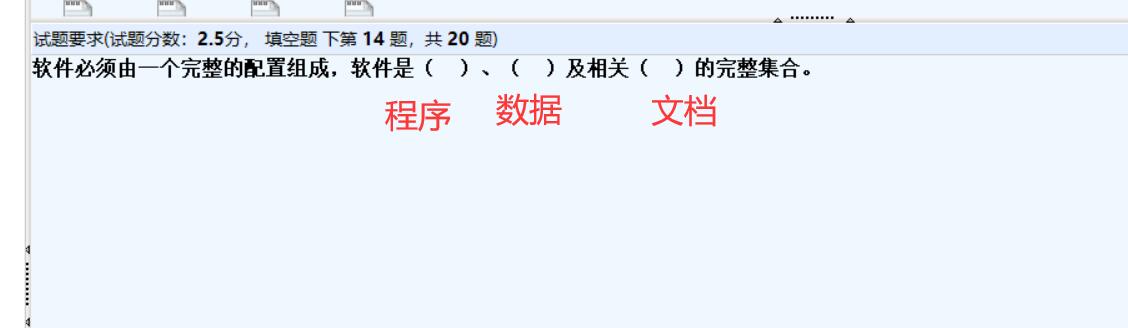 试题要求(试题分数：2.5分， 填空题 下第 14 题，共 20 题)
软件必须由一个完整的配置组成，软件是（　）、（　）及相关（　）的完整集合。
程序 数据 文档